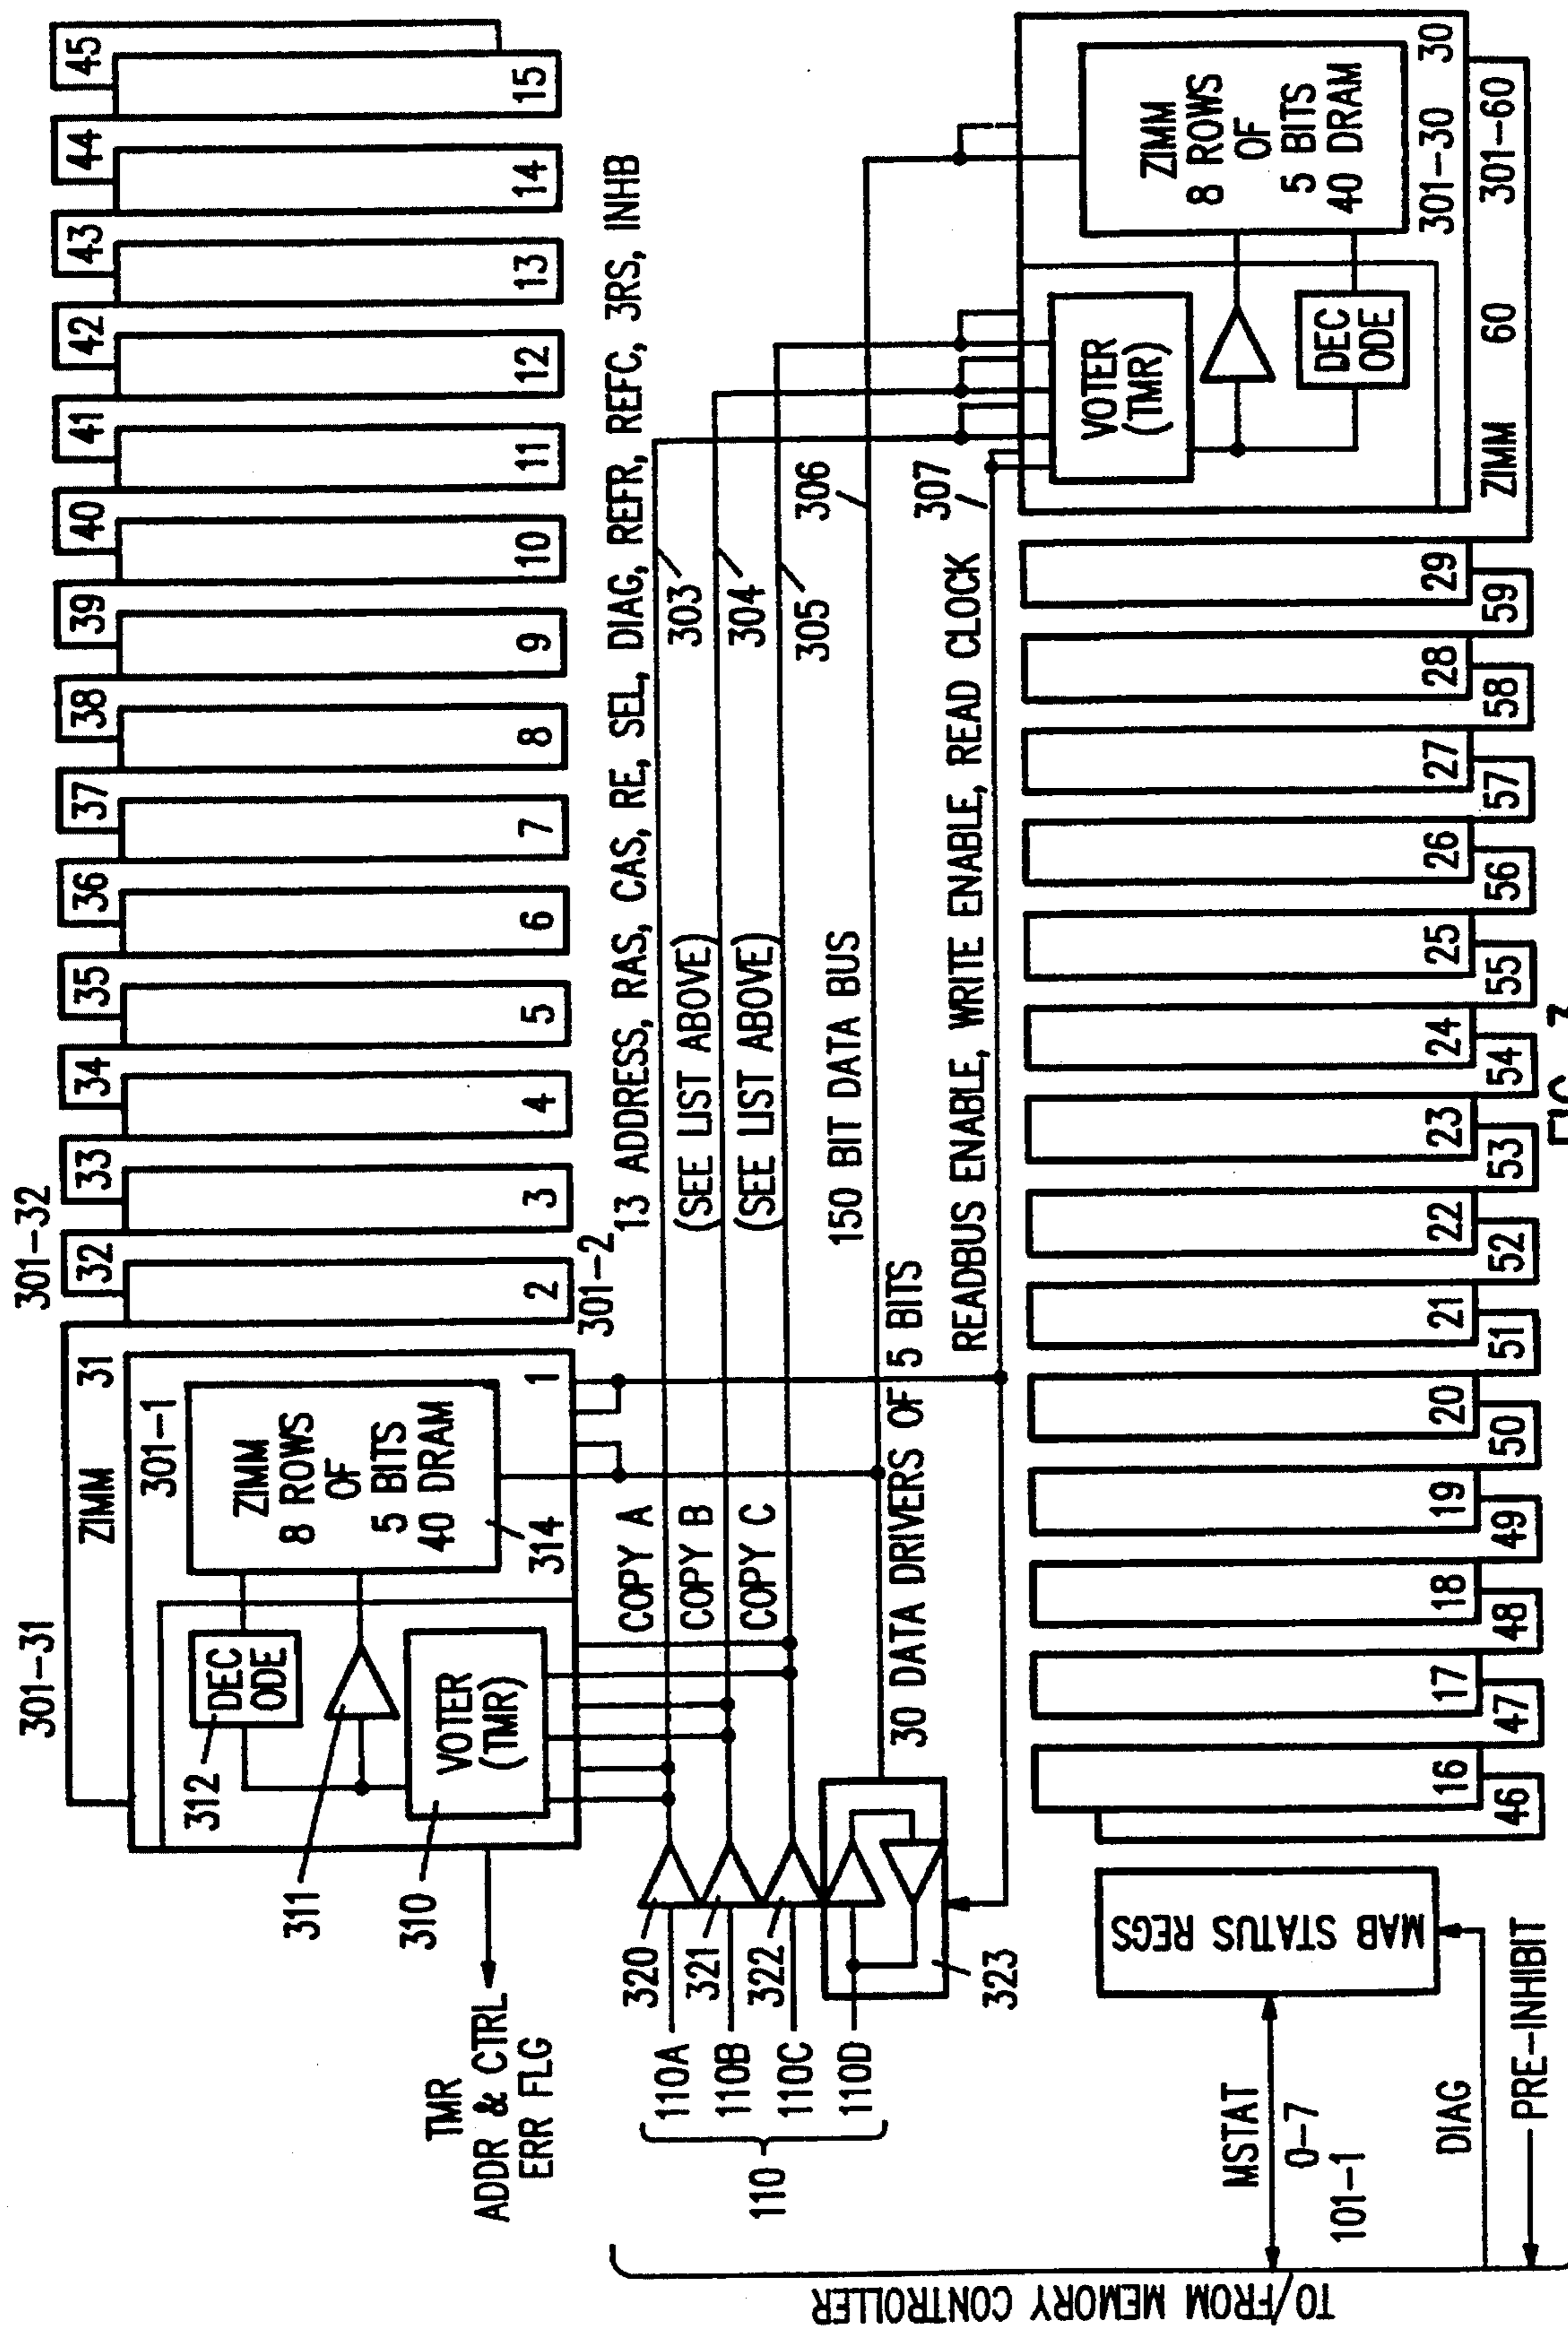 301-31
ZIMM 31
301-1
ZIMM
8 ROWS
OF
5 BITS
40 DRAM
1
314
DEC
ODE
312
311
VOTER
(TMR)
310
301-32
32 33 34 35 36 37 38 39 40 41 42 43 44 45
2 3 4 5 6 7 8 9 10 11 12 13 14 15
301-2
TMR
ADDR & CTRL
ERR FLG
320
321
322
323
110A
110B
110C
110D
110
COPY A
COPY B
COPY C
13 ADDRESS, RAS, CAS, RE, SEL, DIAG, REFR, REFC, 3RS, INHB
(SEE LIST ABOVE)
(SEE LIST ABOVE)
303
304
305
150 BIT DATA BUS
306
30 DATA DRIVERS OF 5 BITS
READBUS ENABLE, WRITE ENABLE, READ CLOCK
307
TO/FROM MEMORY CONTROLLER
MSTAT
0-7
101-1
DIAG
PRE-INHIBIT
MAB STATUS REGS
16 17 18 19 20 21 22 23 24 25 26 27 28 29
46 47 48 49 50 51 52 53 54 55 56 57 58 59
VOTER
(TMR)
DEC
ODE
ZIMM
8 ROWS
OF
5 BITS
40 DRAM
301-30 30
ZIMM 60 301-60
FIG. 3